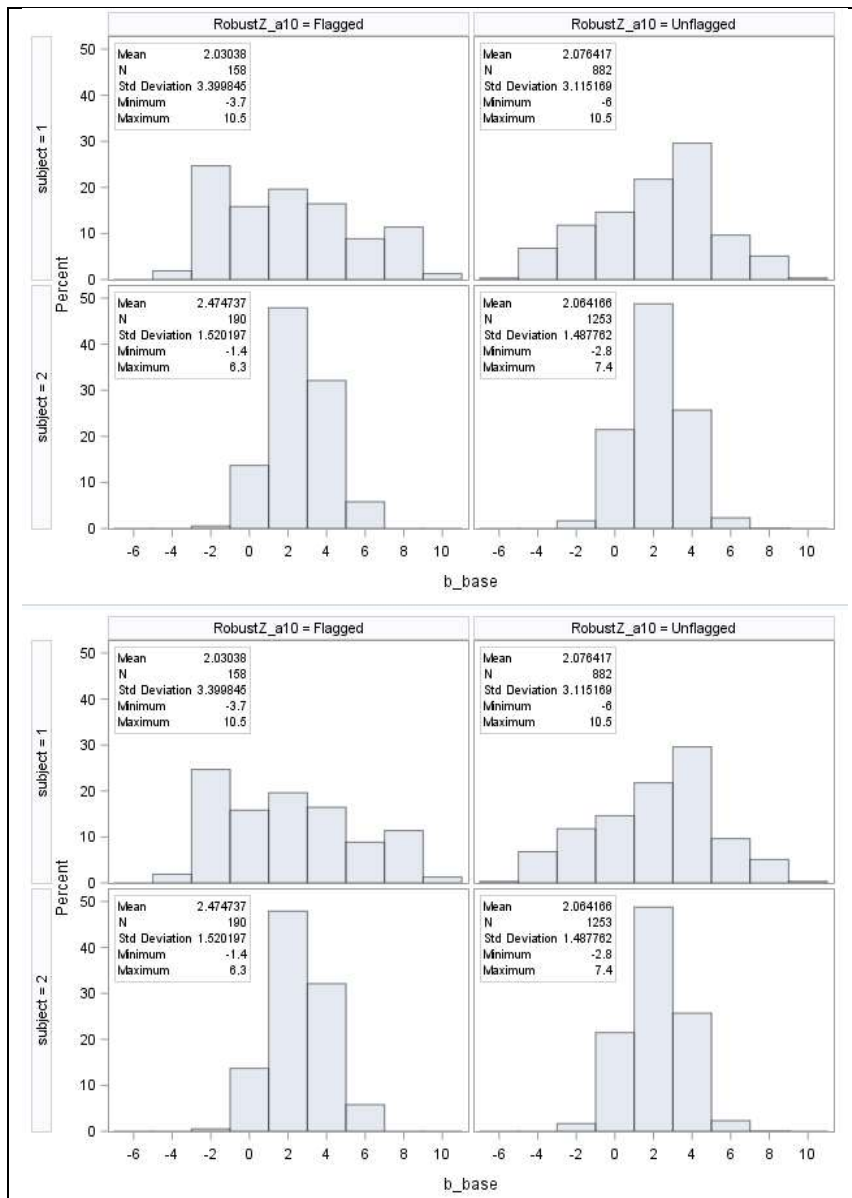 RobustZ_a10 = Flagged
RobustZ_a10 = Unflagged
subject = 1
Percent
50
40
30
20
10
0
Mean 2.03038
N 158
Std Deviation 3.399845
Minimum -3.7
Maximum 10.5
Mean 2.076417
N 882
Std Deviation 3.115169
Minimum -6
Maximum 10.5
subject = 2
50
40
30
20
10
0
Mean 2.474737
N 190
Std Deviation 1.520197
Minimum -1.4
Maximum 6.3
Mean 2.064166
N 1253
Std Deviation 1.487762
Minimum -2.8
Maximum 7.4
-6 -4 -2 0 2 4 6 8 10
-6 -4 -2 0 2 4 6 8 10
b_base
RobustZ_a10 = Flagged
RobustZ_a10 = Unflagged
subject = 1
Percent
50
40
30
20
10
0
Mean 2.03038
N 158
Std Deviation 3.399845
Minimum -3.7
Maximum 10.5
Mean 2.076417
N 882
Std Deviation 3.115169
Minimum -6
Maximum 10.5
subject = 2
50
40
30
20
10
0
Mean 2.474737
N 190
Std Deviation 1.520197
Minimum -1.4
Maximum 6.3
Mean 2.064166
N 1253
Std Deviation 1.487762
Minimum -2.8
Maximum 7.4
-6 -4 -2 0 2 4 6 8 10
-6 -4 -2 0 2 4 6 8 10
b_base